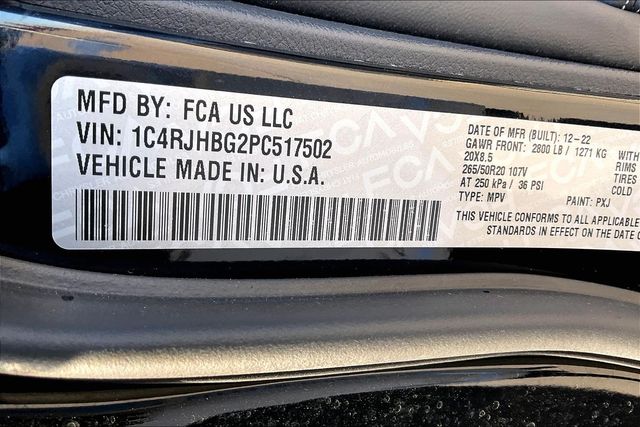 MFD BY: FCA US LLC
VIN: 1C4RJHBG2PC517502
VEHICLE MADE IN: U.S.A.
DATE OF MFR (BUILT): 12-22
GAWR FRONT: 2800 LB / 1271 KG WITH
20X8.5 RIMS
265/50R20 107V TIRES
AT 250 kPa / 36 PSI COLD
TYPE: MPV PAINT: PXJ
THIS VEHICLE CONFORMS TO ALL APPLICABLE
STANDARDS IN EFFECT ON THE DATE